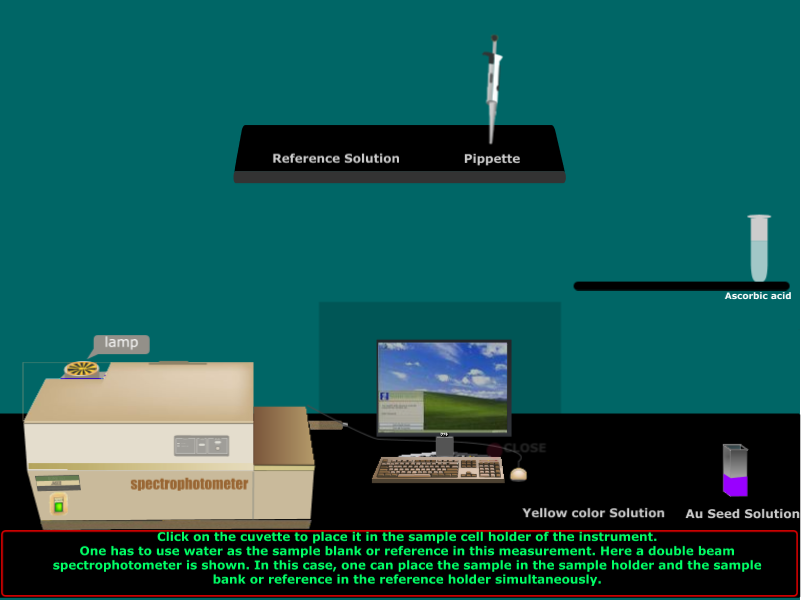 Reference Solution
Pippette
Ascorbic acid
lamp
CLOSE
spectrophotometer
Yellow color Solution
Au Seed Solution
Click on the cuvette to place it in the sample cell holder of the instrument.
One has to use water as the sample blank or reference in this measurement. Here a double beam
spectrophotometer is shown. In this case, one can place the sample in the sample holder and the sample
bank or reference in the reference holder simultaneously.